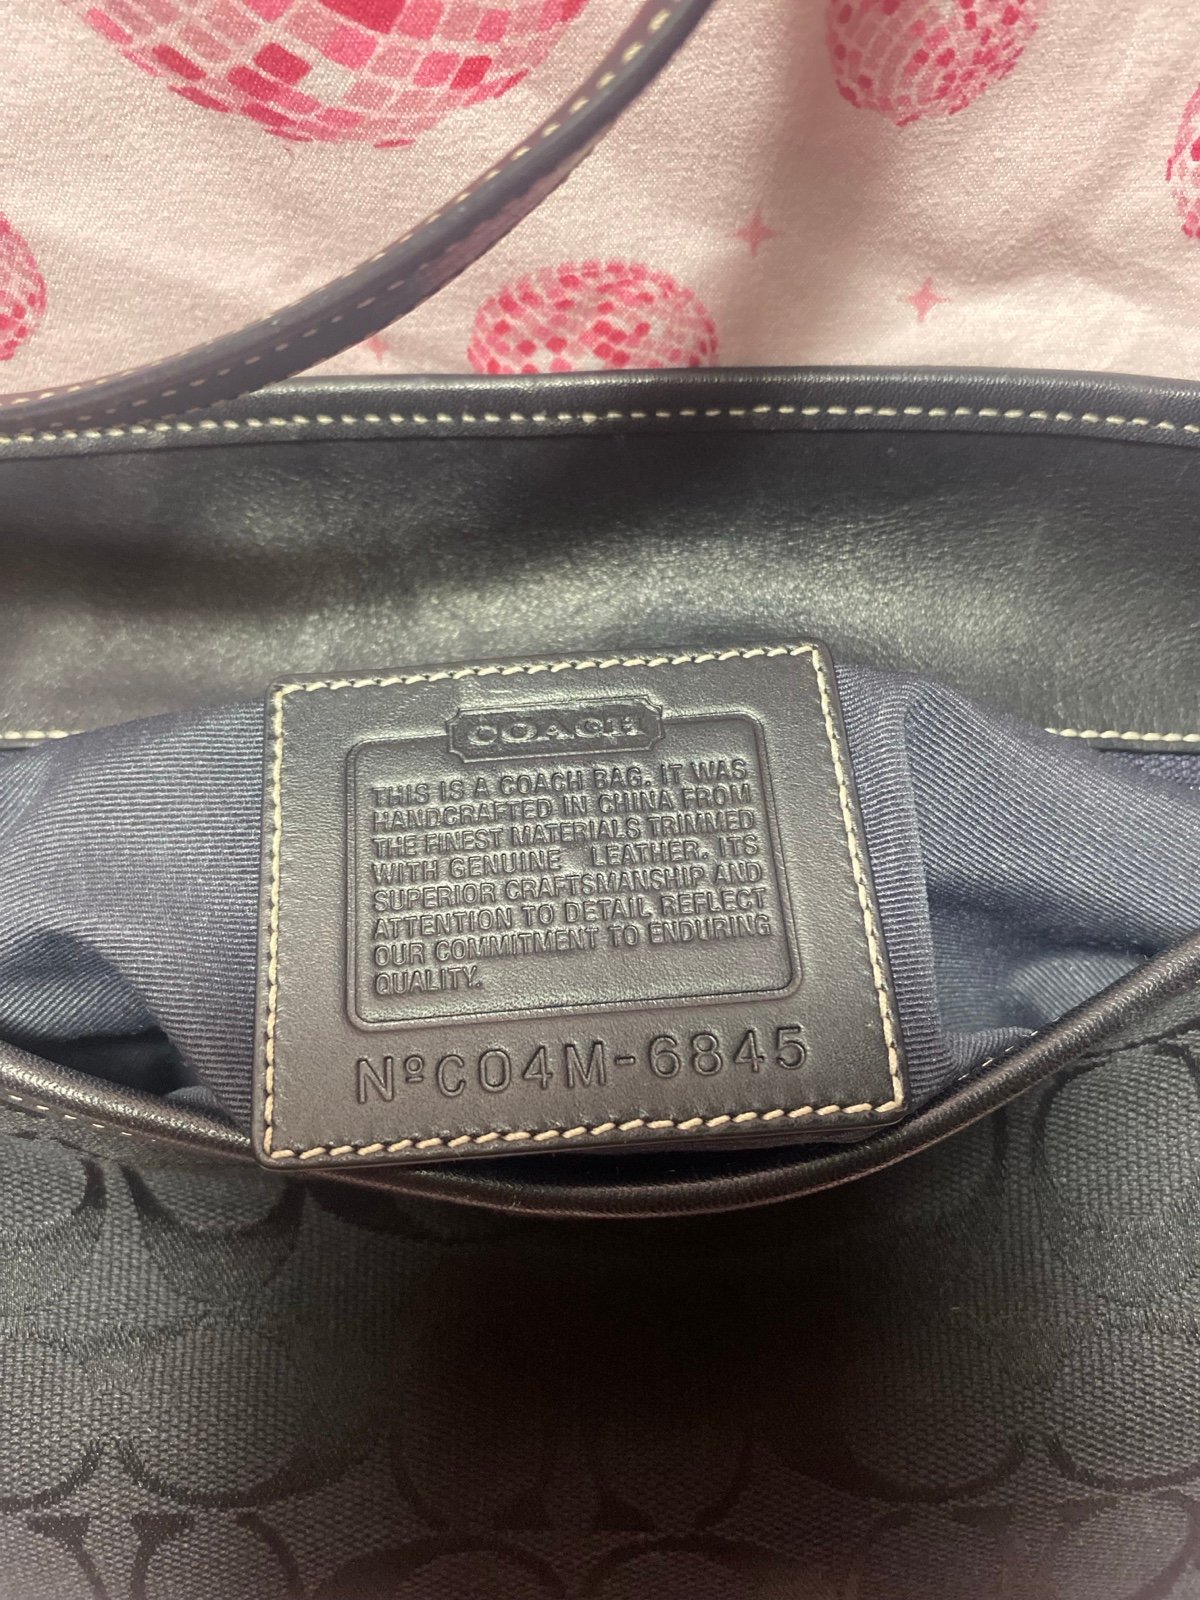 COACH
THIS IS A COACH BAG. IT WAS
HANDCRAFTED IN CHINA FROM
THE FINEST MATERIALS TRIMMED
WITH GENUINE LEATHER. ITS
SUPERIOR CRAFTSMANSHIP AND
ATTENTION TO DETAIL REFLECT
OUR COMMITMENT TO ENDURING
QUALITY.
NºC04M-6845